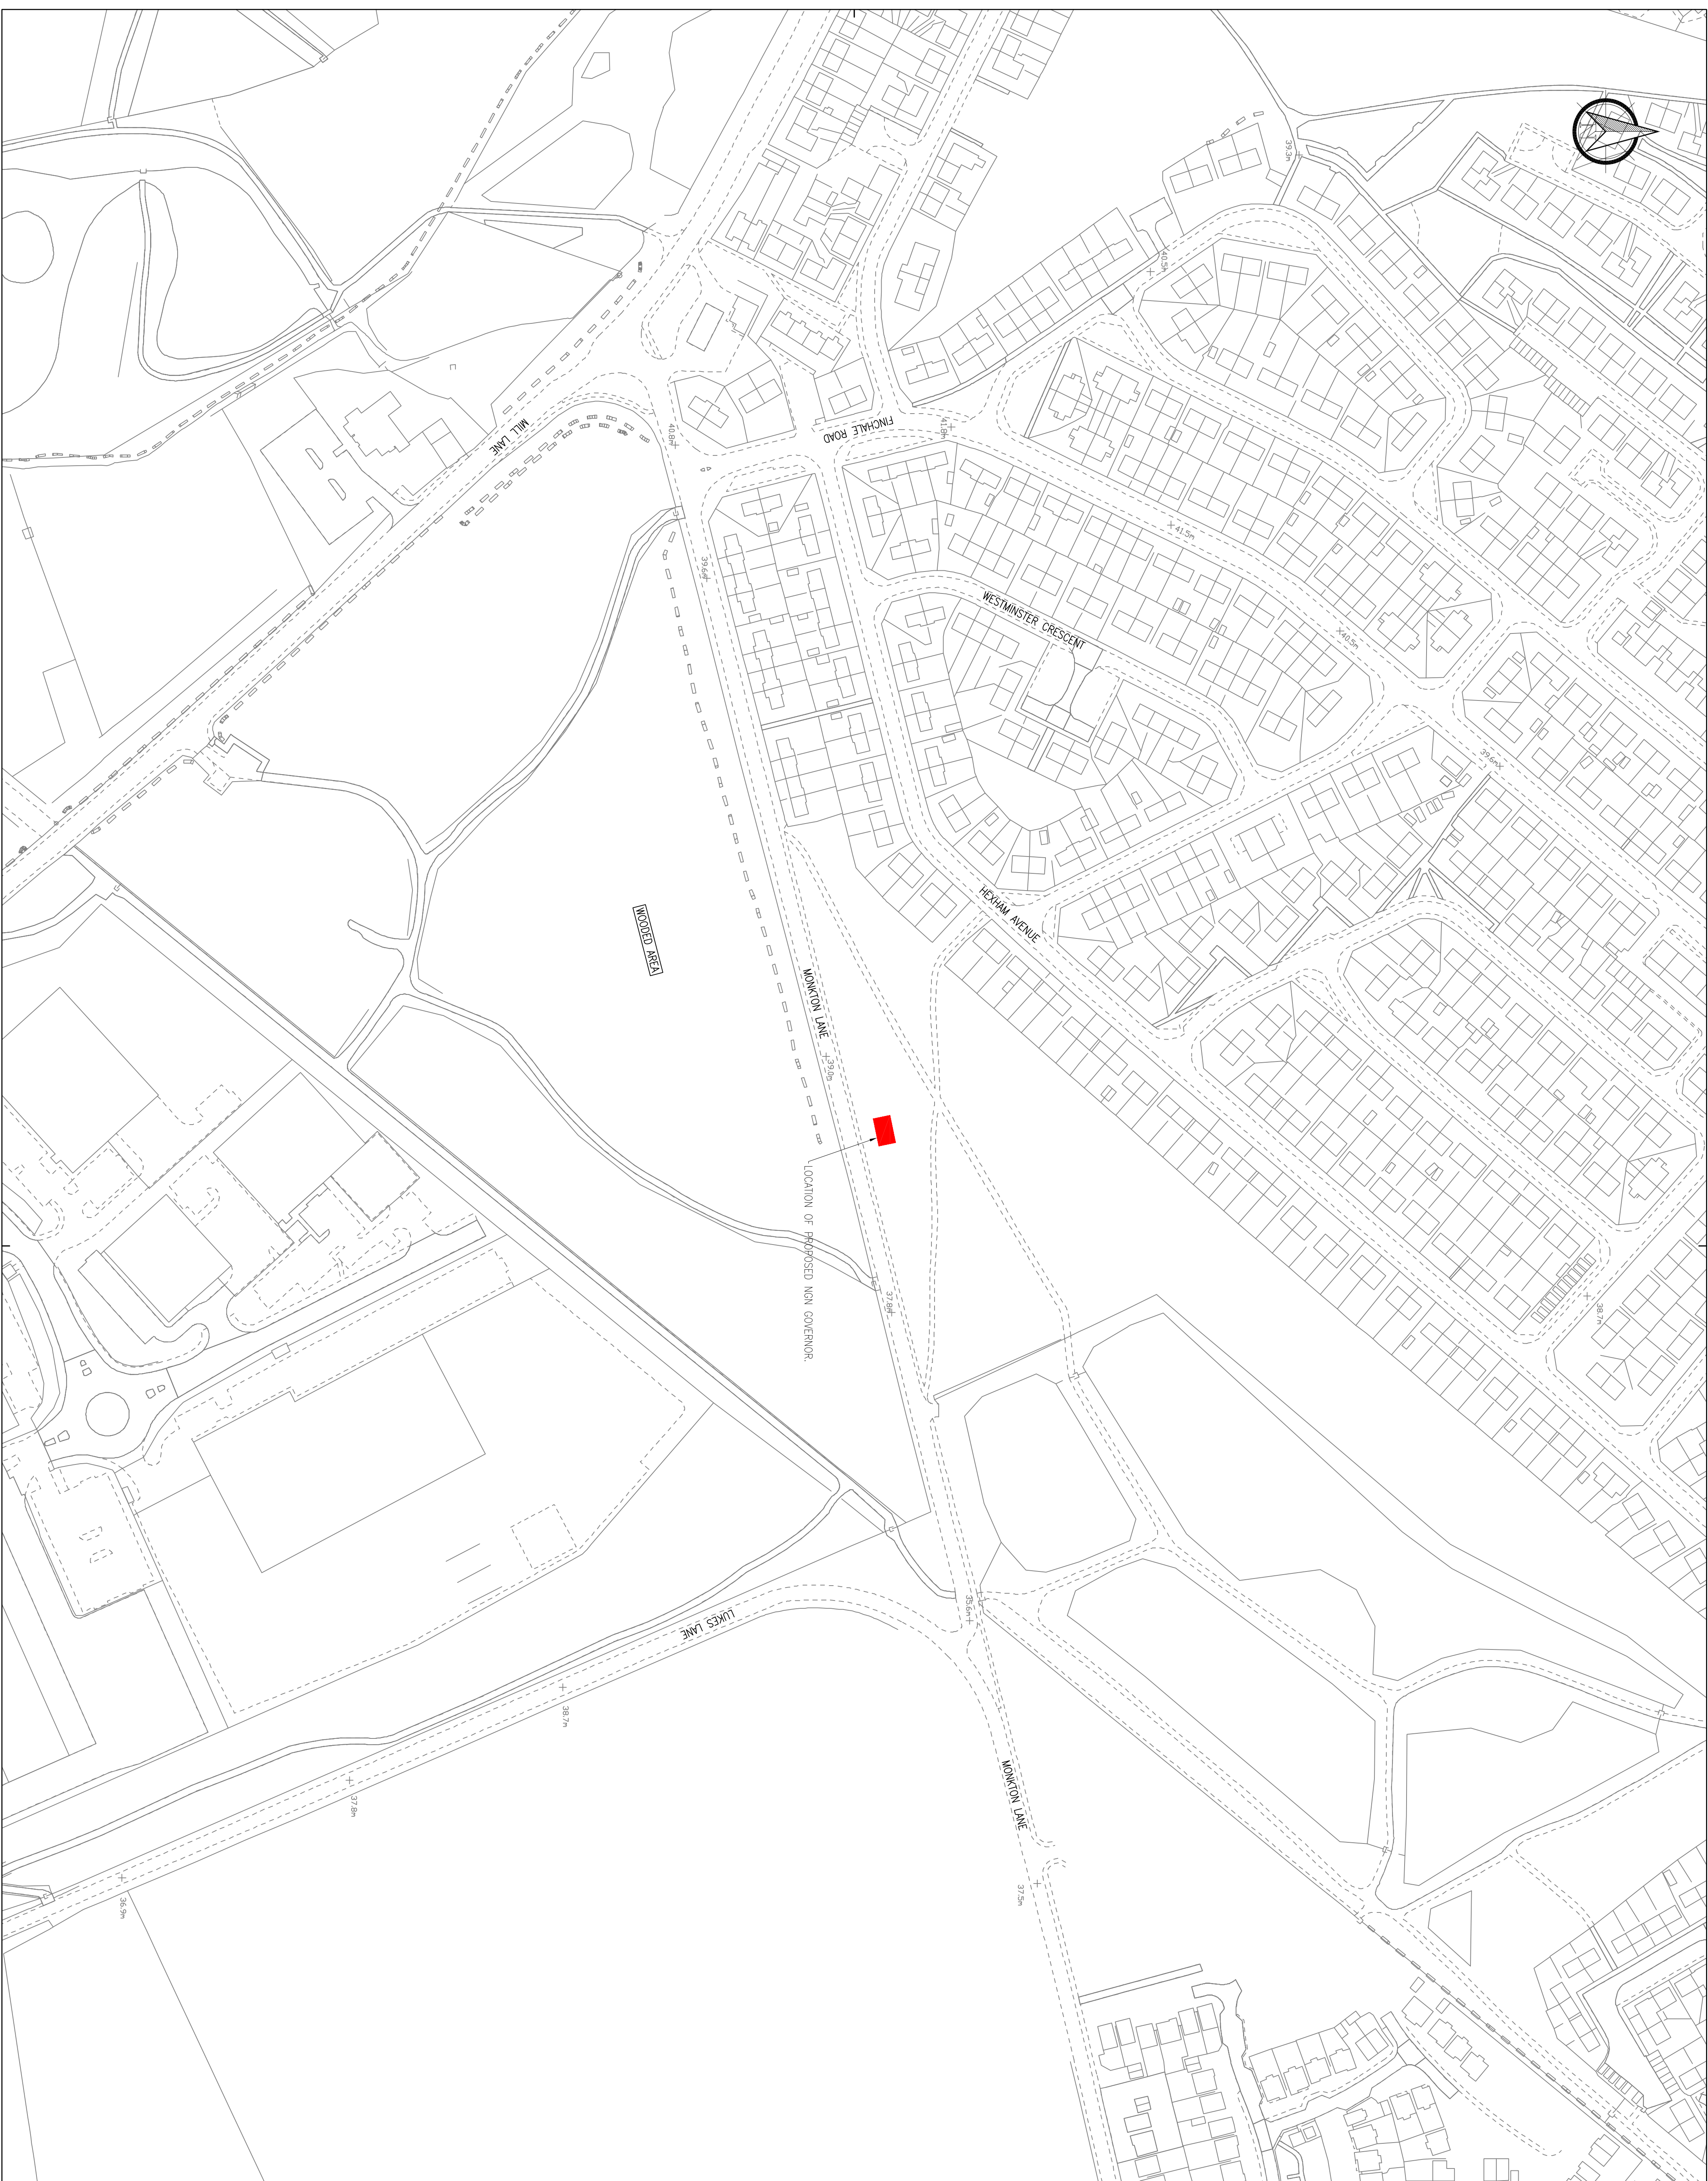 39.3m
40.5m
FINCHALE ROAD
41.8m
MILL LANE
40.8m
41.5m
39.6m
WESTMINSTER CRESCENT
40.5m
39.6m
HEXHAM AVENUE
WOODED AREA
MONKTON LANE
39.0m
LOCATION OF PROPOSED NGN GOVERNOR.
37.8m
38.7m
35.6m
LUKES LANE
38.7m
MONKTON LANE
37.8m
37.5m
36.9m